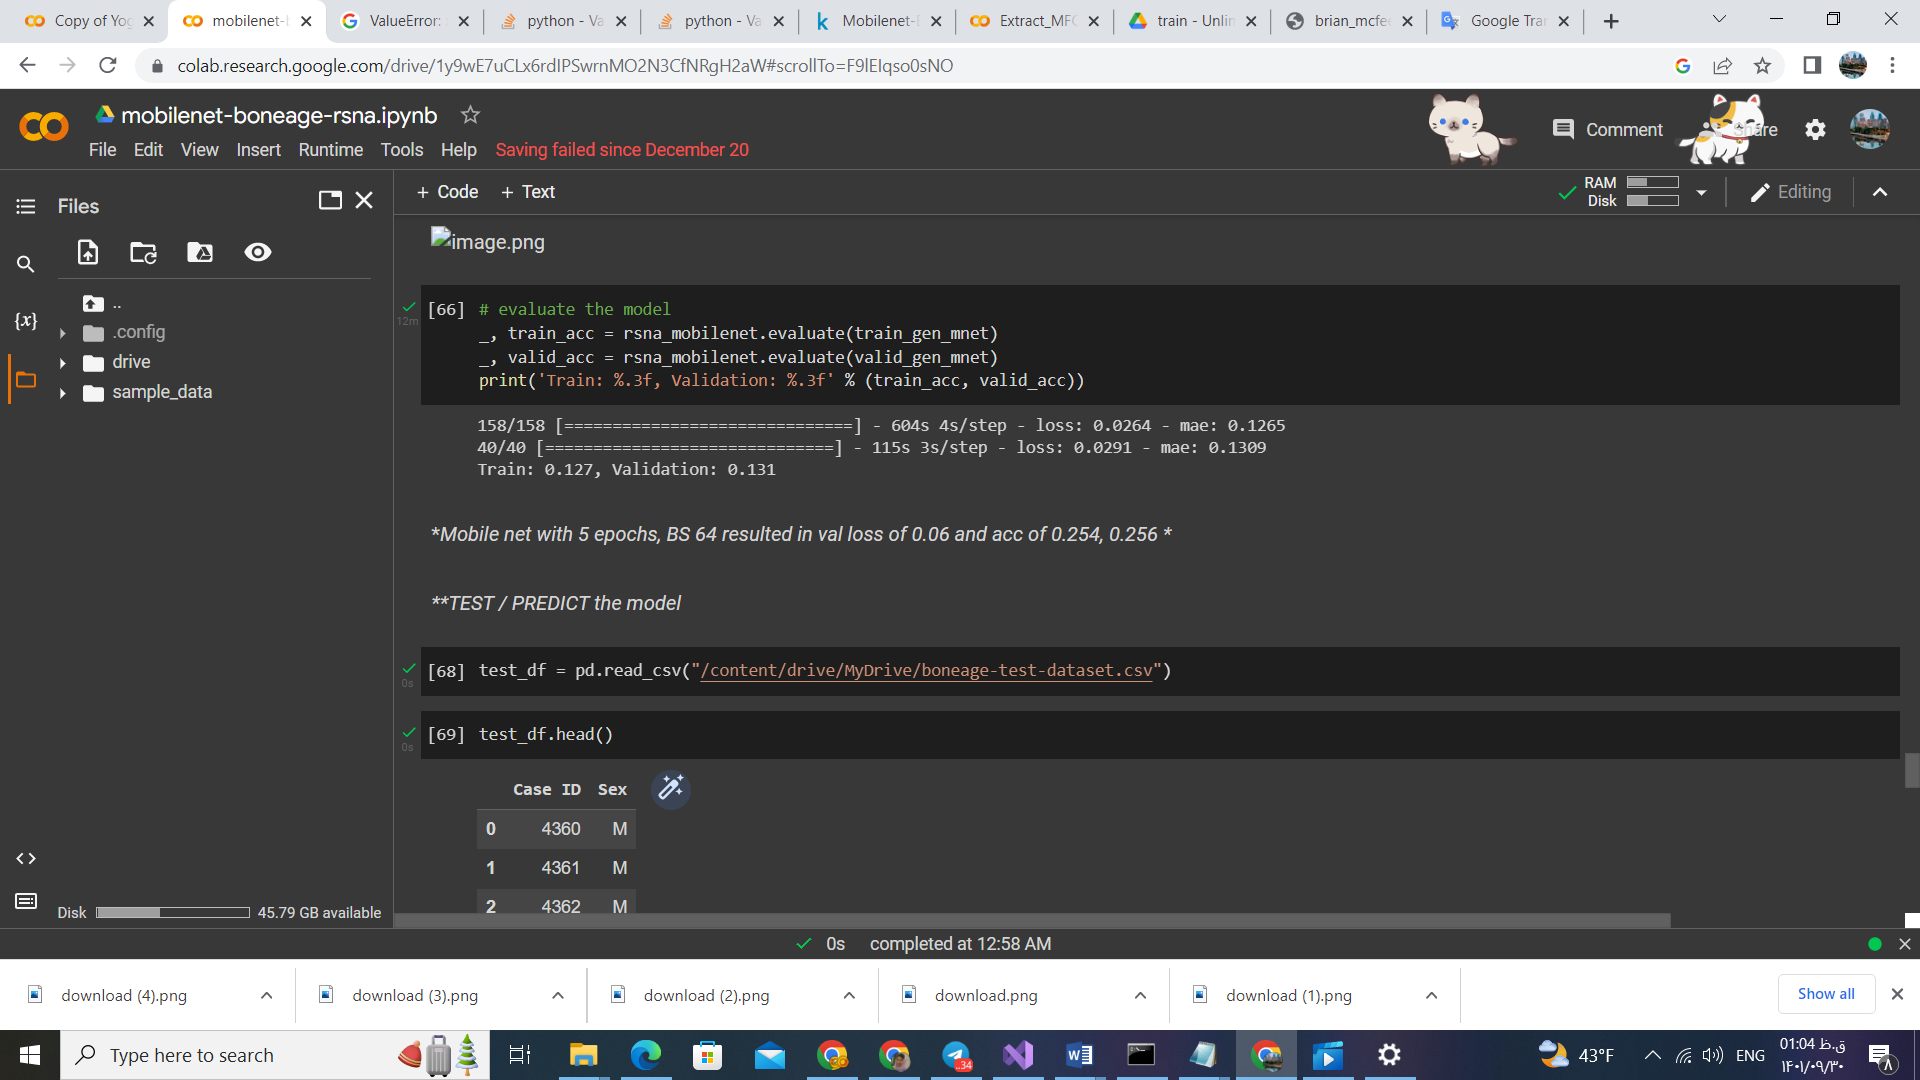 Copy of Yog
mobilenet-b
ValueError:
python - Va
python - Va
Mobilenet-F
Extract_MFC
train - Unlin
brian_mcfee
Google Tran
colab.research.google.com/drive/1y9wE7uCLx6rdIPSwrnMO2N3CfNRgH2aW#scrollTo=F9lEIqso0sNO
mobilenet-boneage-rsna.ipynb
File Edit View Insert Runtime Tools Help Saving failed since December 20
Comment
Share
Files
+ Code + Text
RAM
Disk
Editing
..
.config
drive
sample_data
{x}
image.png
[66] # evaluate the model
12m
_, train_acc = rsna_mobilenet.evaluate(train_gen_mnet)
_, valid_acc = rsna_mobilenet.evaluate(valid_gen_mnet)
print('Train: %.3f, Validation: %.3f' % (train_acc, valid_acc))
158/158 [==============================] - 604s 4s/step - loss: 0.0264 - mae: 0.1265
40/40 [==============================] - 115s 3s/step - loss: 0.0291 - mae: 0.1309
Train: 0.127, Validation: 0.131
*Mobile net with 5 epochs, BS 64 resulted in val loss of 0.06 and acc of 0.254, 0.256 *
**TEST / PREDICT the model
[68] test_df = pd.read_csv("/content/drive/MyDrive/boneage-test-dataset.csv")
0s
[69] test_df.head()
0s
Case ID Sex
0 4360 M
1 4361 M
2 4362 M
Disk 45.79 GB available
0s completed at 12:58 AM
download (4).png
download (3).png
download (2).png
download.png
download (1).png
Show all
Type here to search
..34
43°F
ENG
01:04 ق.ظ
۱۴۰۱/۰۹/۳۰
۸